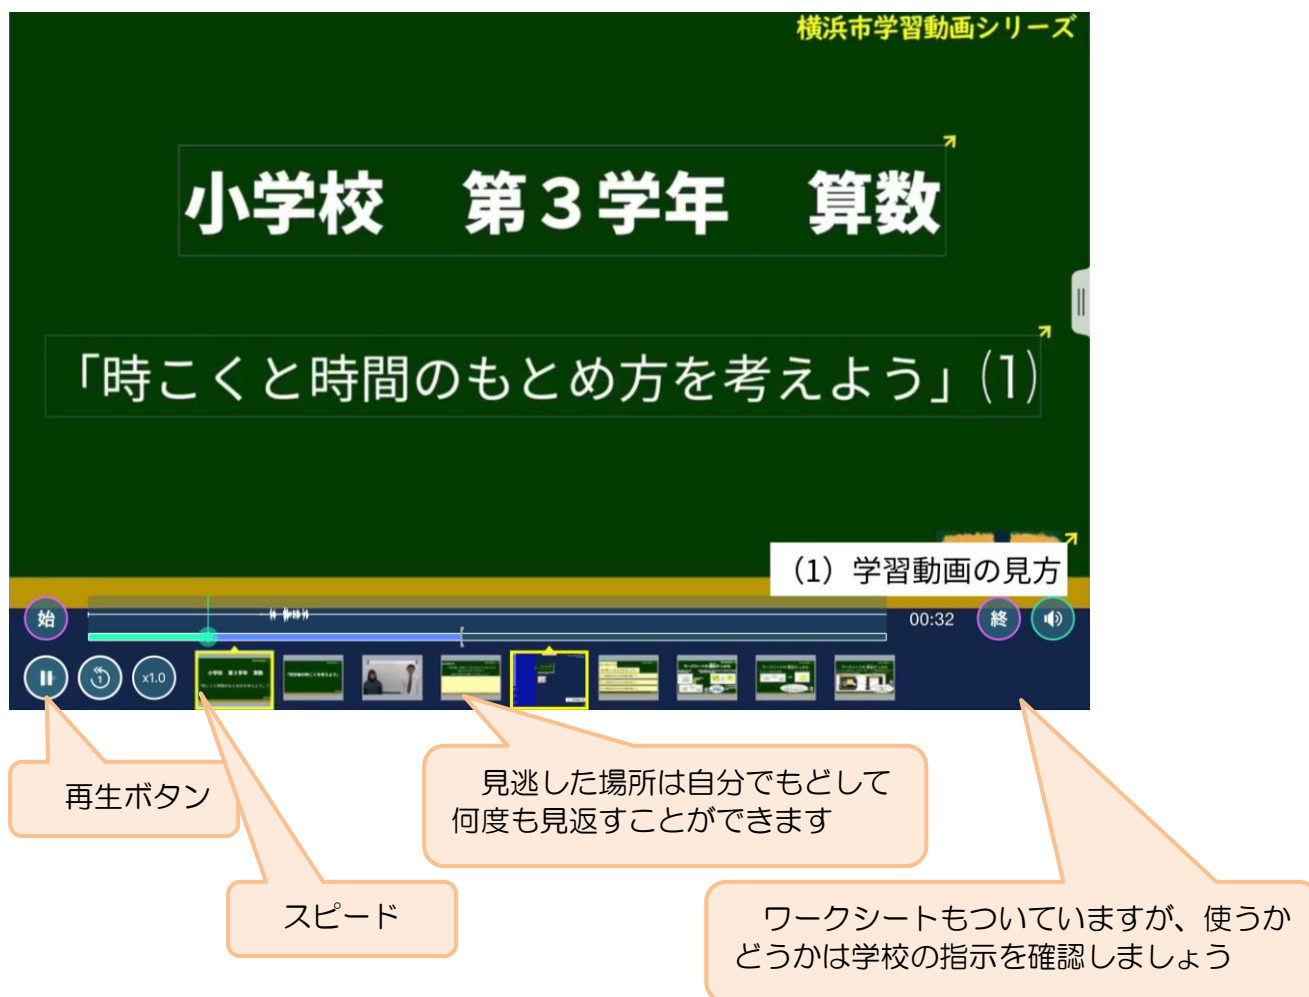 横浜市学習動画シリーズ
小学校　第３学年　算数
「時こくと時間のもとめ方を考えよう」(1)
（1）学習動画の見方
始
00:32
終
1
x1.0
再生ボタン
スピード
見逃した場所は自分でもどして
何度も見返すことができます
ワークシートもついていますが、使うか
どうかは学校の指示を確認しましょう